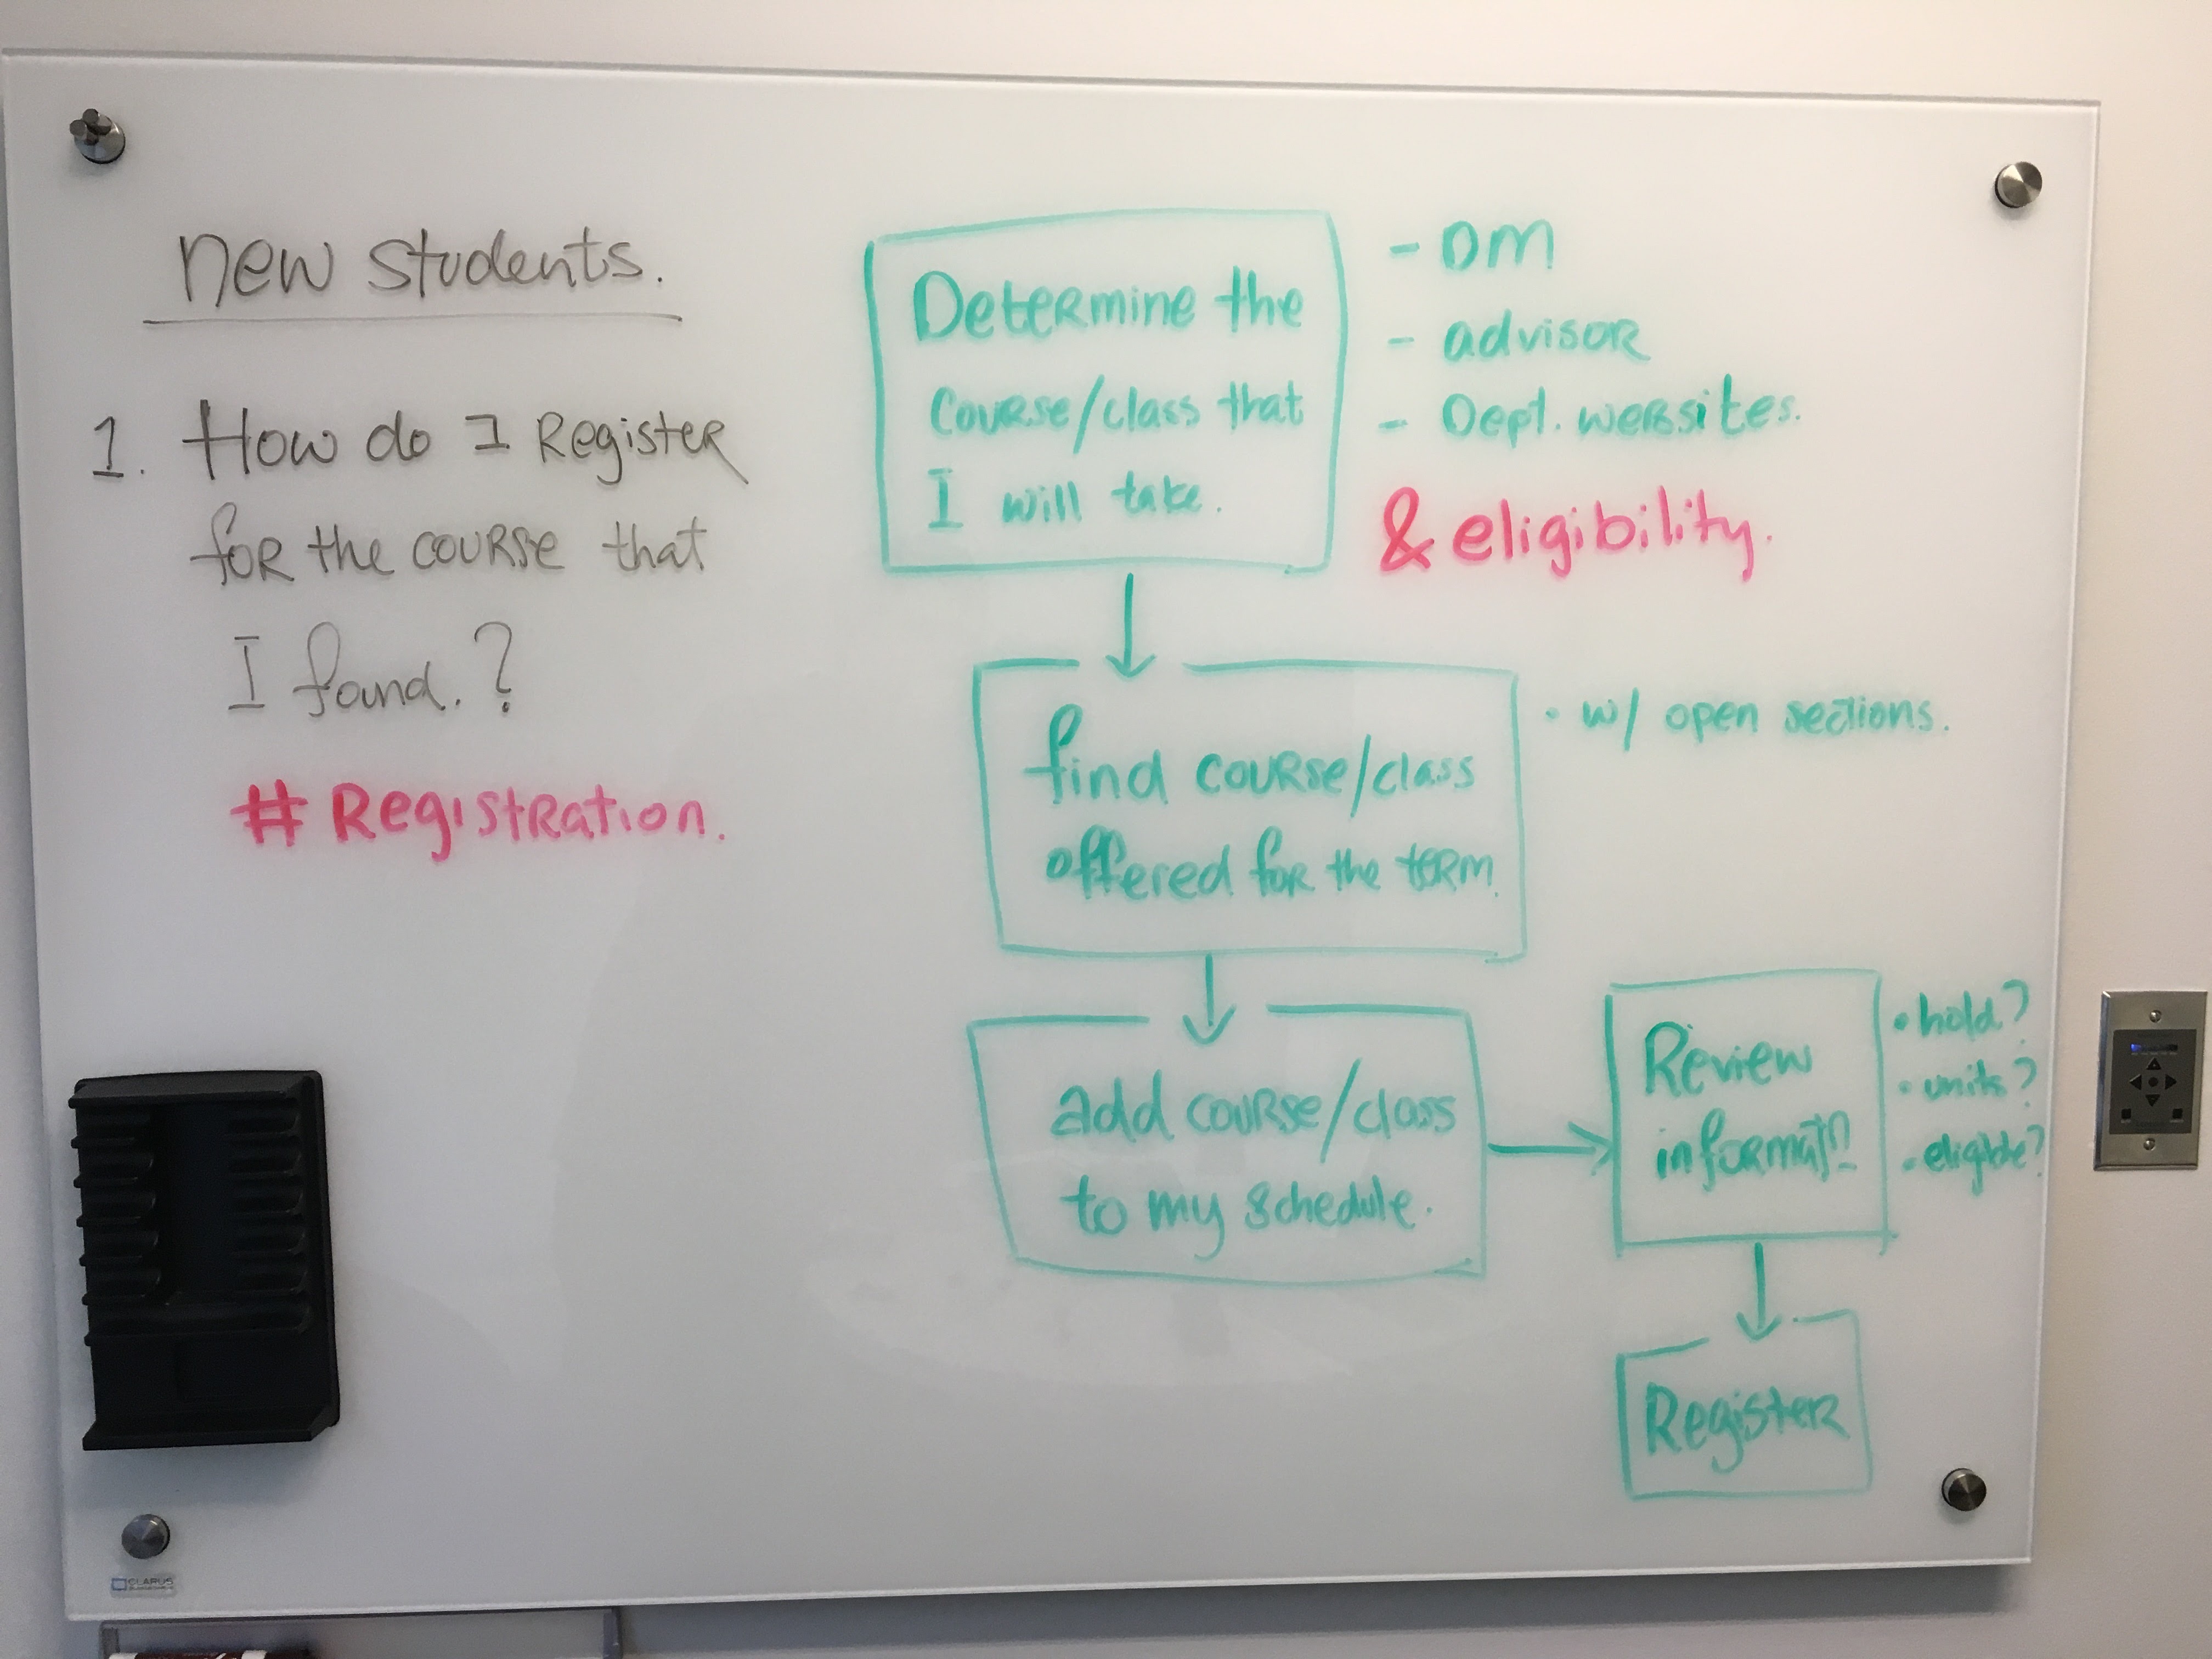 new students.
1. How do I Register
for the course that
I found.?
# Registration.
Determine the
course/class that
I will take.
- DM
- advisor
- Dept. websites.
& eligibility.
find course/class
offered for the term.
• w/ open sections.
add course/class
to my schedule.
Review
informatn
• hold?
• units?
• eligible?
Register
CLARUS